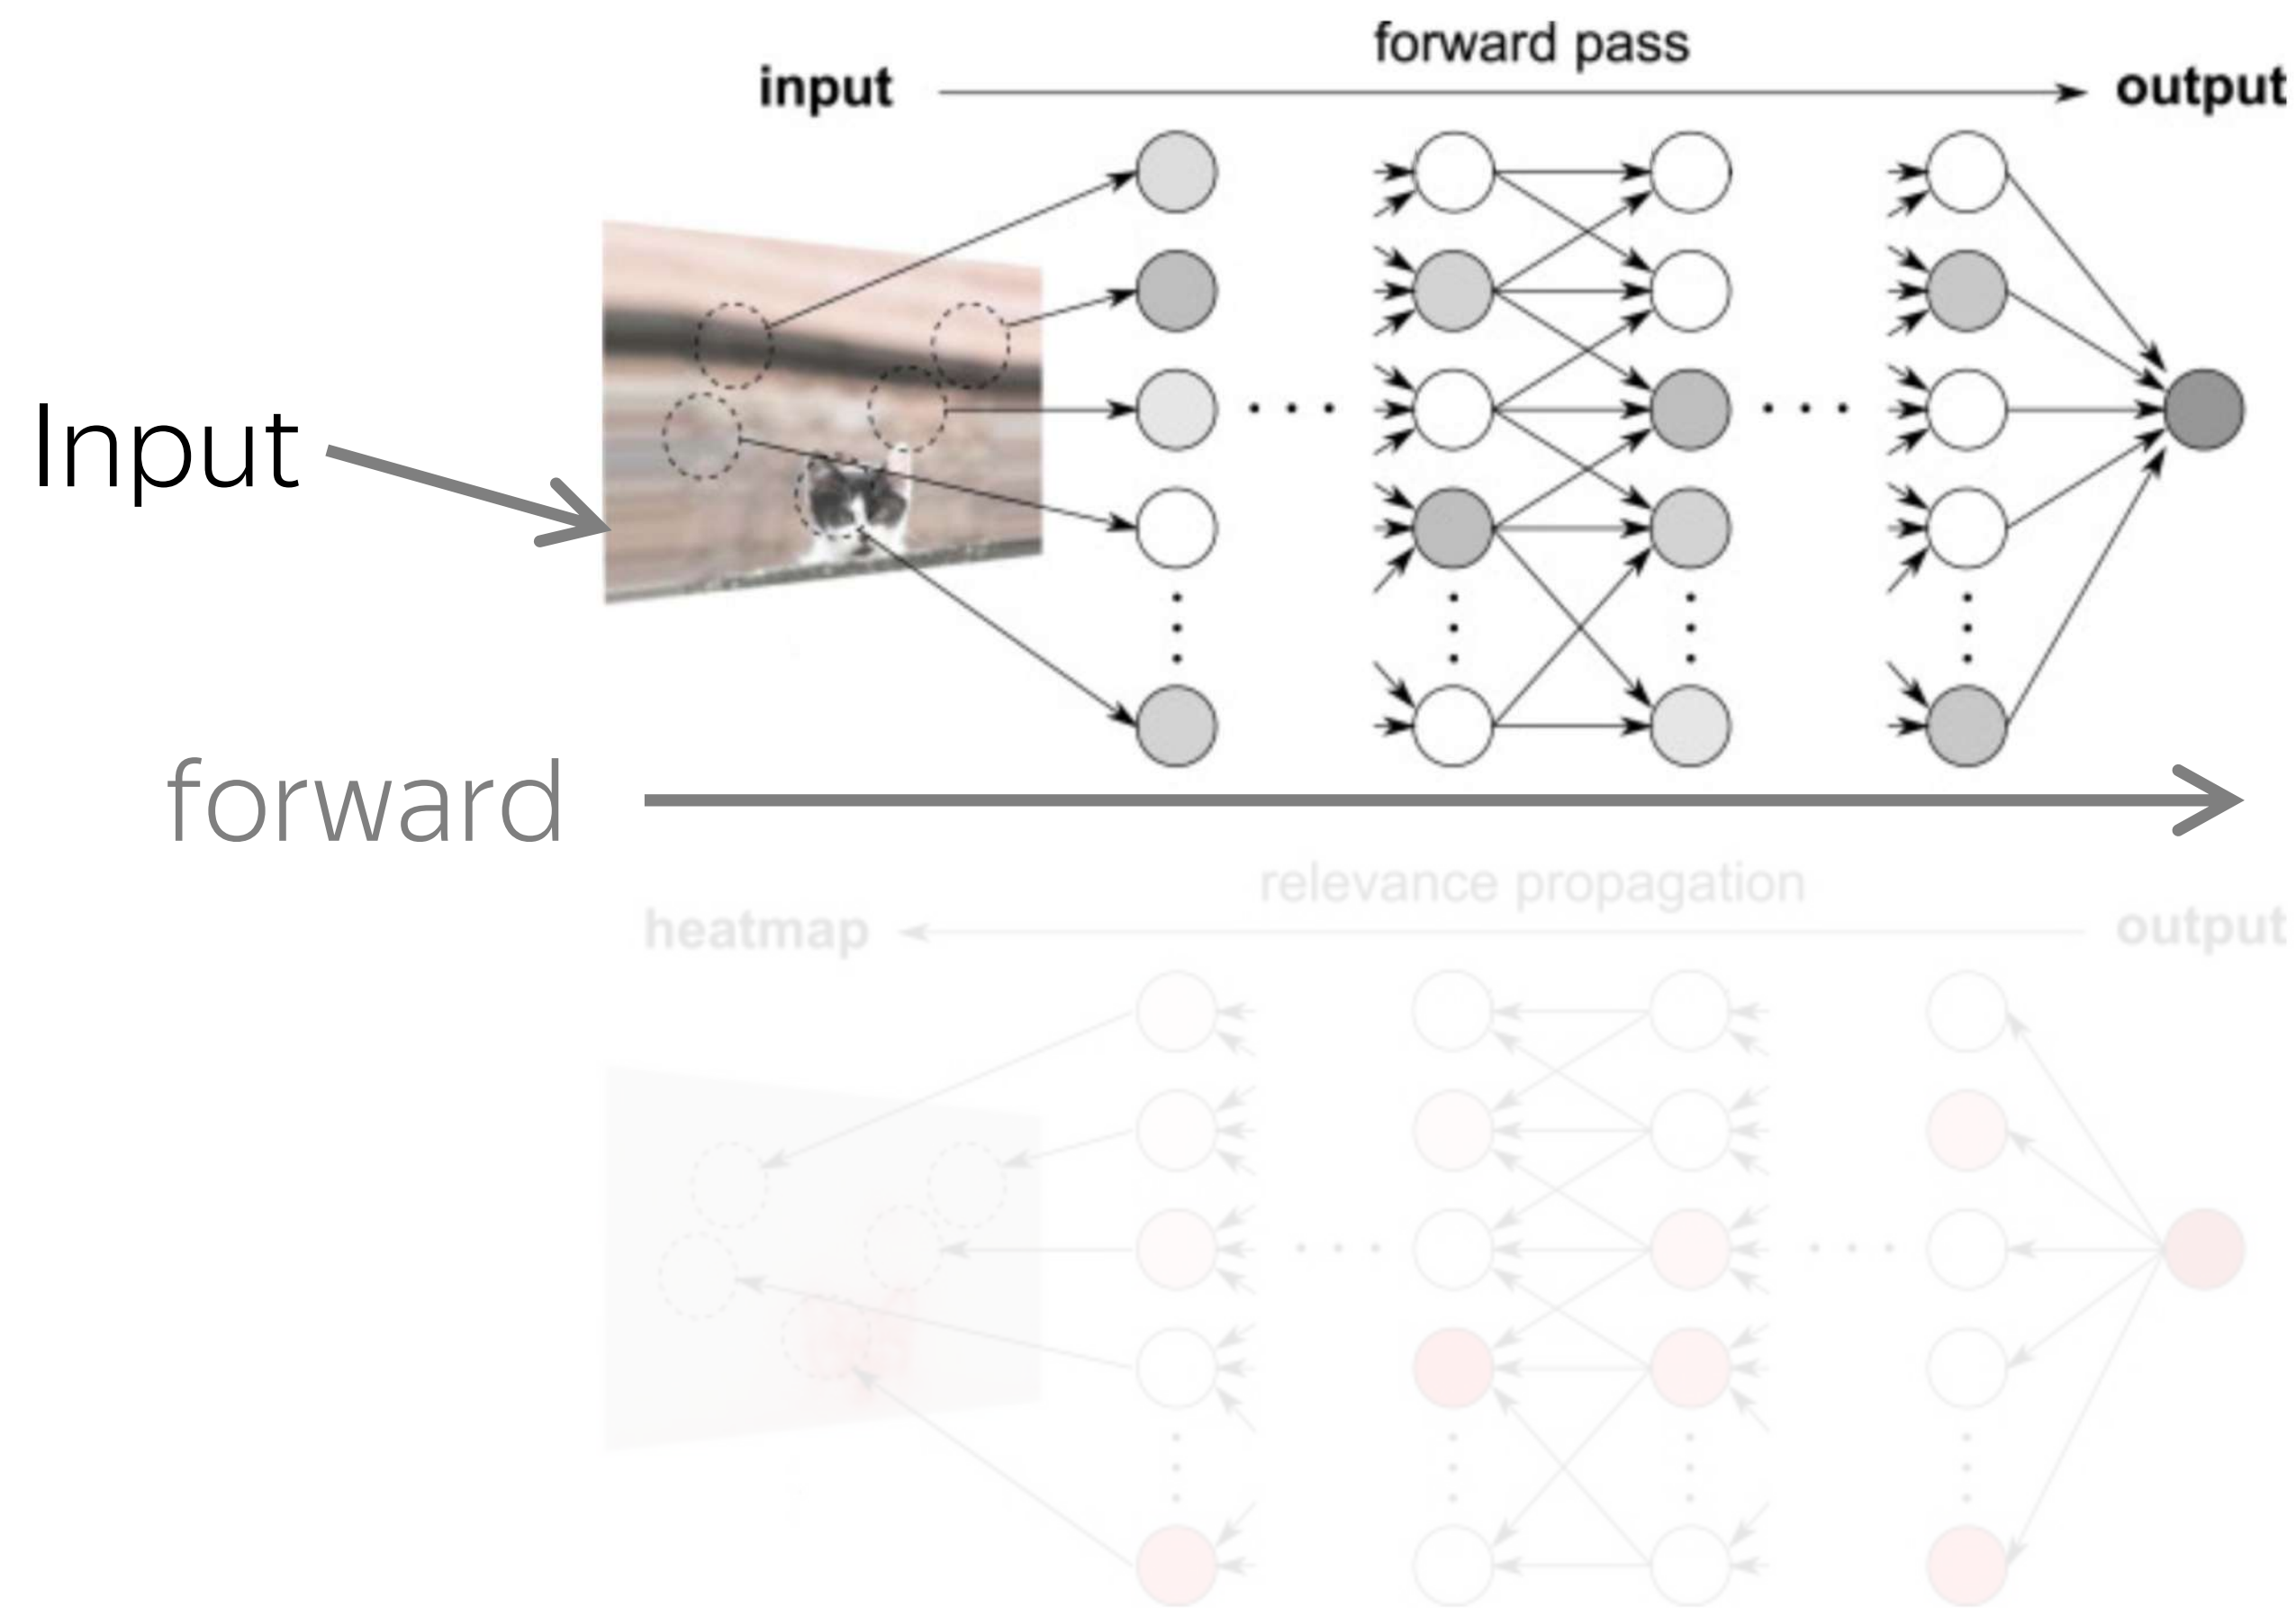 forward pass
input
output
Input
forward
relevance propagation
heatmap
output